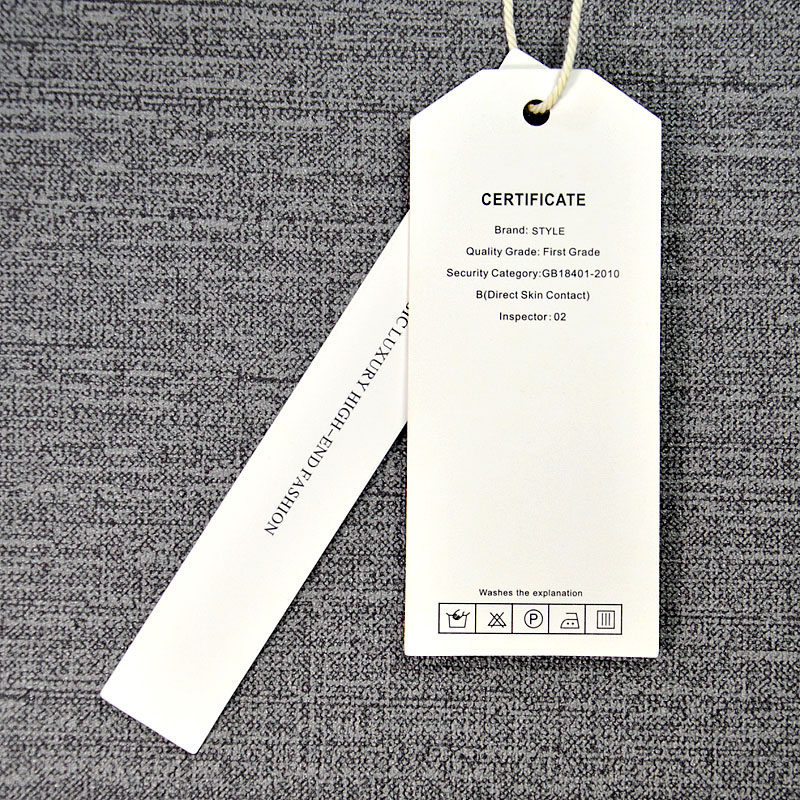 CERTIFICATE
Brand: STYLE
Quality Grade: First Grade
Security Category:GB18401-2010
B(Direct Skin Contact)
Inspector: 02
LUXURY HIGH-END FASHION
Washes the explanation
P